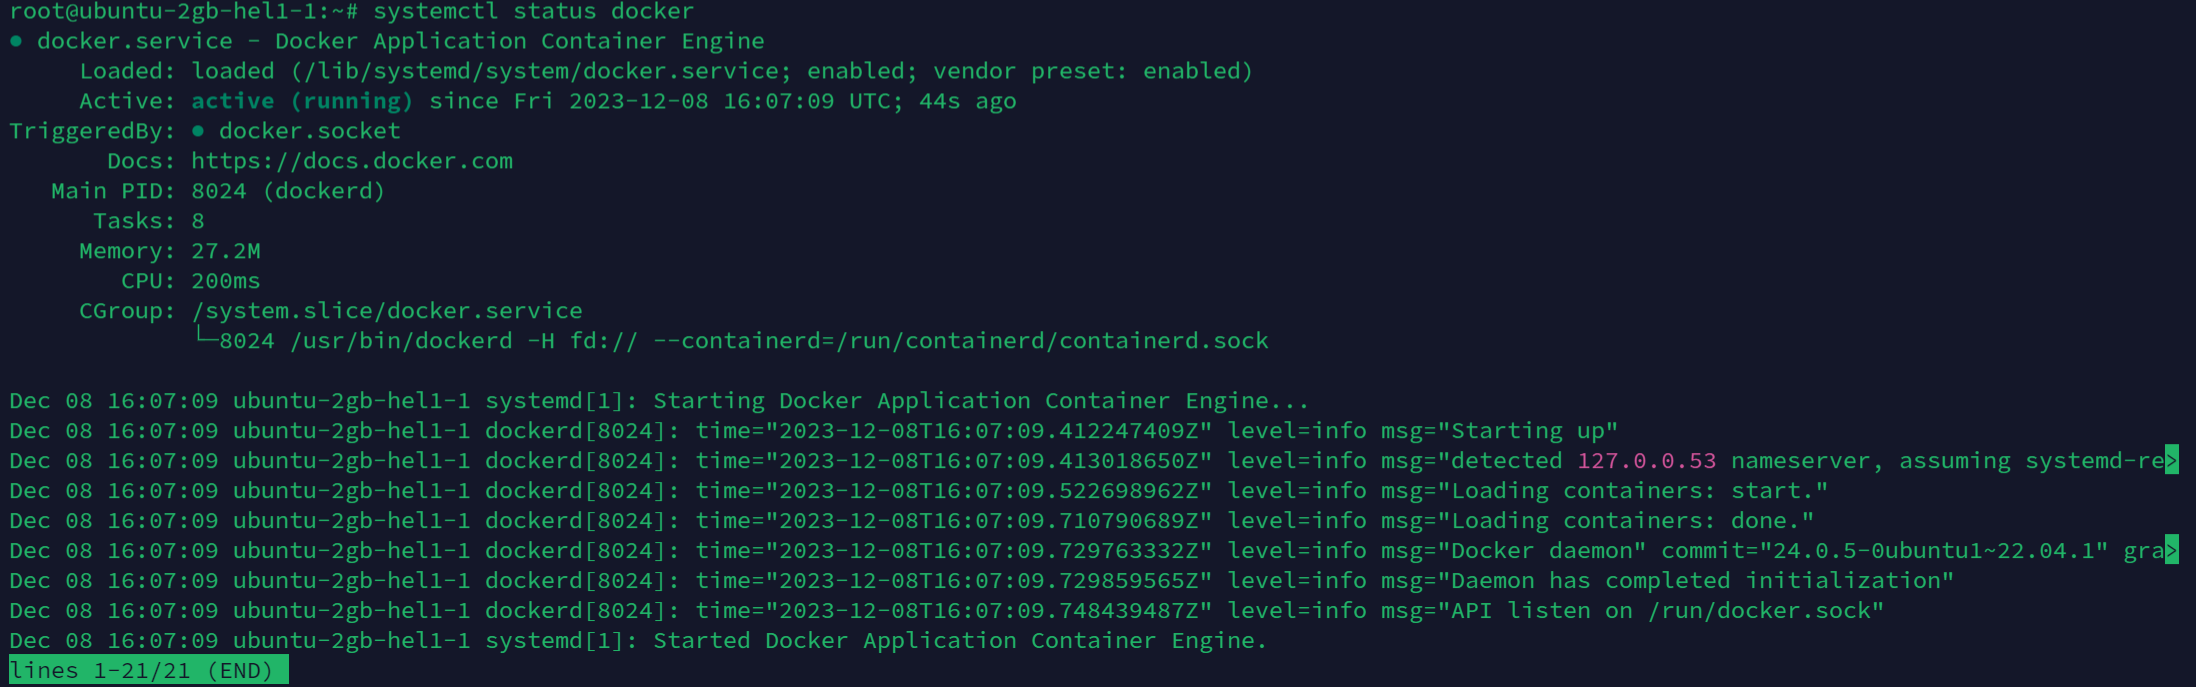 root@ubuntu-2gb-hel1-1:~# systemctl status docker
● docker.service - Docker Application Container Engine
     Loaded: loaded (/lib/systemd/system/docker.service; enabled; vendor preset: enabled)
     Active: active (running) since Fri 2023-12-08 16:07:09 UTC; 44s ago
TriggeredBy: ● docker.socket
       Docs: https://docs.docker.com
   Main PID: 8024 (dockerd)
      Tasks: 8
     Memory: 27.2M
        CPU: 200ms
     CGroup: /system.slice/docker.service
             └─8024 /usr/bin/dockerd -H fd:// --containerd=/run/containerd/containerd.sock

Dec 08 16:07:09 ubuntu-2gb-hel1-1 systemd[1]: Starting Docker Application Container Engine...
Dec 08 16:07:09 ubuntu-2gb-hel1-1 dockerd[8024]: time="2023-12-08T16:07:09.412247409Z" level=info msg="Starting up"
Dec 08 16:07:09 ubuntu-2gb-hel1-1 dockerd[8024]: time="2023-12-08T16:07:09.413018650Z" level=info msg="detected 127.0.0.53 nameserver, assuming systemd-re>
Dec 08 16:07:09 ubuntu-2gb-hel1-1 dockerd[8024]: time="2023-12-08T16:07:09.522698962Z" level=info msg="Loading containers: start."
Dec 08 16:07:09 ubuntu-2gb-hel1-1 dockerd[8024]: time="2023-12-08T16:07:09.710790689Z" level=info msg="Loading containers: done."
Dec 08 16:07:09 ubuntu-2gb-hel1-1 dockerd[8024]: time="2023-12-08T16:07:09.729763332Z" level=info msg="Docker daemon" commit="24.0.5-0ubuntu1~22.04.1" gra>
Dec 08 16:07:09 ubuntu-2gb-hel1-1 dockerd[8024]: time="2023-12-08T16:07:09.729859565Z" level=info msg="Daemon has completed initialization"
Dec 08 16:07:09 ubuntu-2gb-hel1-1 dockerd[8024]: time="2023-12-08T16:07:09.748439487Z" level=info msg="API listen on /run/docker.sock"
Dec 08 16:07:09 ubuntu-2gb-hel1-1 systemd[1]: Started Docker Application Container Engine.
lines 1-21/21 (END)